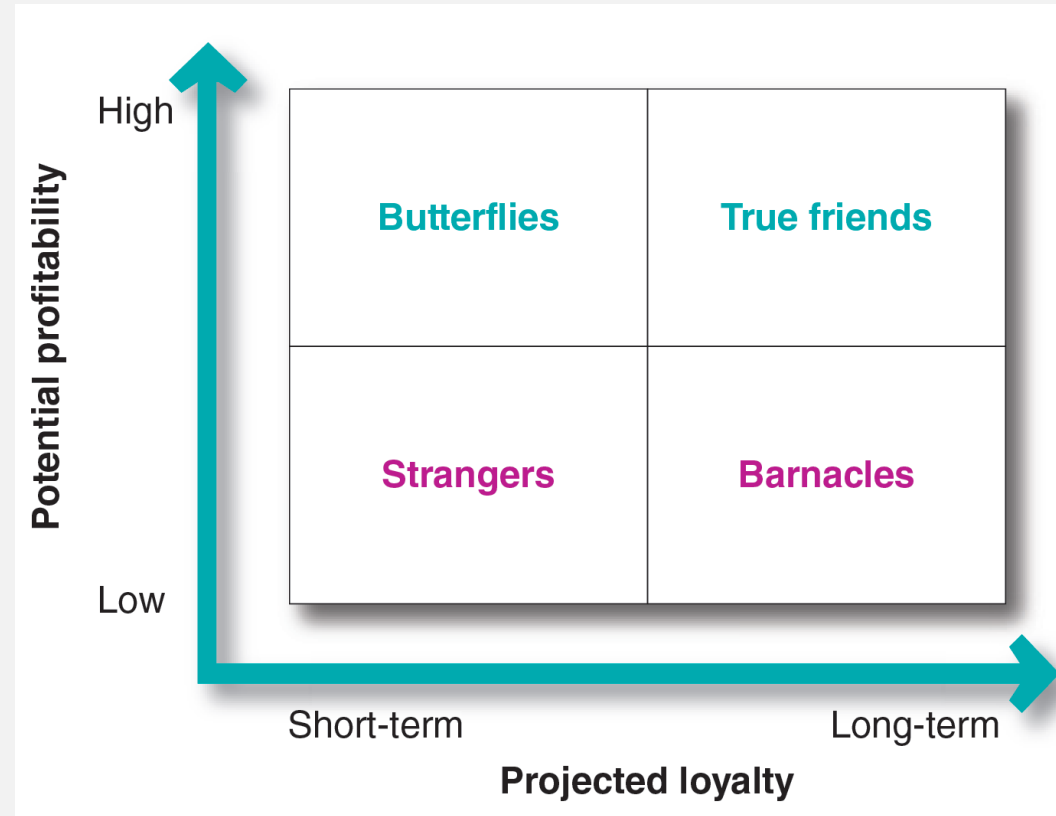 High
Potential profitability
Butterflies
True friends
Strangers
Barnacles
Low
Short-term
Long-term
Projected loyalty